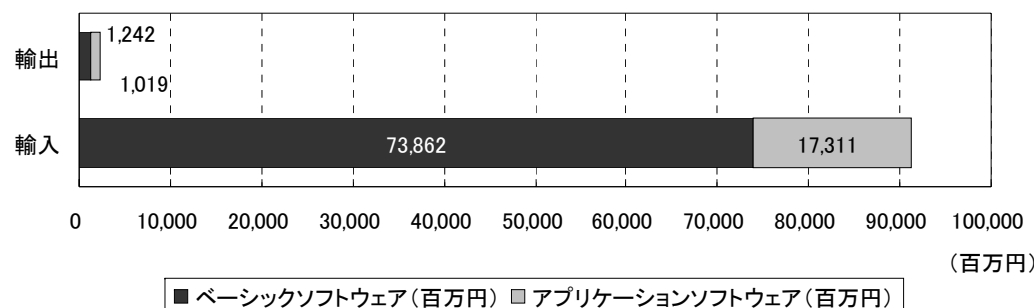 輸出
1,242
1,019
輸入
73,862
17,311
0 10,000 20,000 30,000 40,000 50,000 60,000 70,000 80,000 90,000 100,000
（百万円）
■ ベーシックソフトウェア（百万円） ■ アプリケーションソフトウェア（百万円）